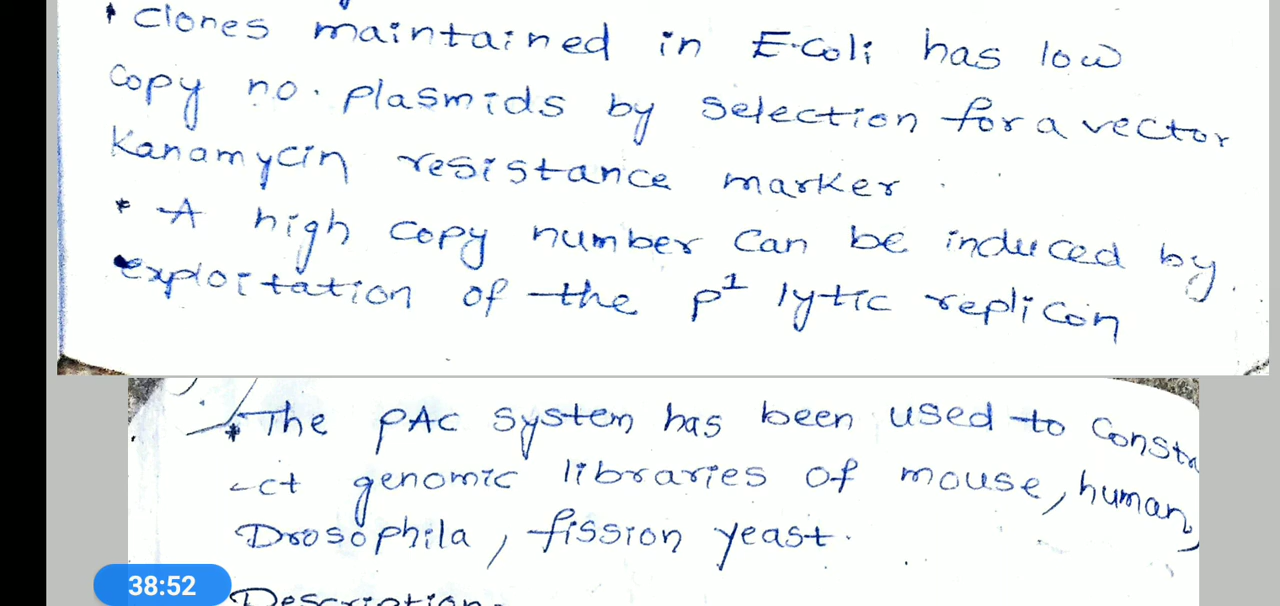 * Clones maintained in E.Coli has low
copy no. plasmids by selection for a vector
Kanamycin resistance marker.
* A high copy number can be induced by
exploitation of the P1 lytic replicon
* The PAC system has been used to Constru
-ct genomic libraries of mouse, human,
Drosophila, fission yeast.
38:52
Description-